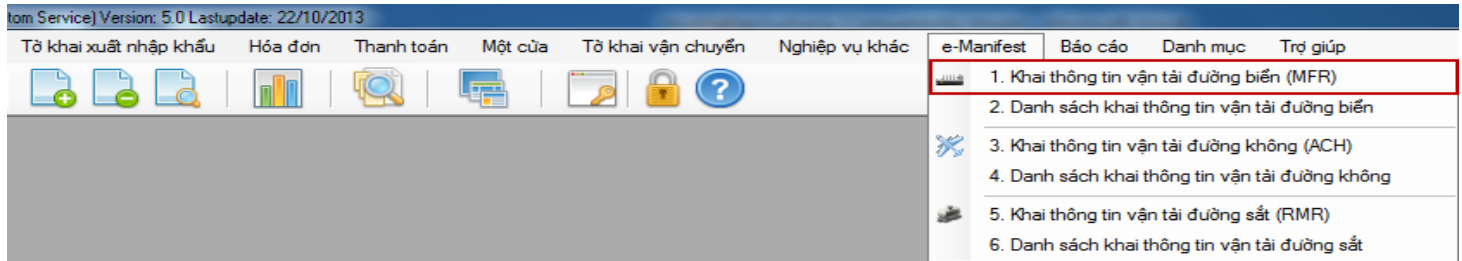 tom Service) Version: 5.0 Lastupdate: 22/10/2013
Tờ khai xuất nhập khẩu Hóa đơn Thanh toán Một cửa Tờ khai vận chuyển Nghiệp vụ khác e-Manifest Báo cáo Danh mục Trợ giúp
1. Khai thông tin vận tải đường biển (MFR)
2. Danh sách khai thông tin vận tải đường biển
3. Khai thông tin vận tải đường không (ACH)
4. Danh sách khai thông tin vận tải đường không
5. Khai thông tin vận tải đường sắt (RMR)
6. Danh sách khai thông tin vận tải đường sắt